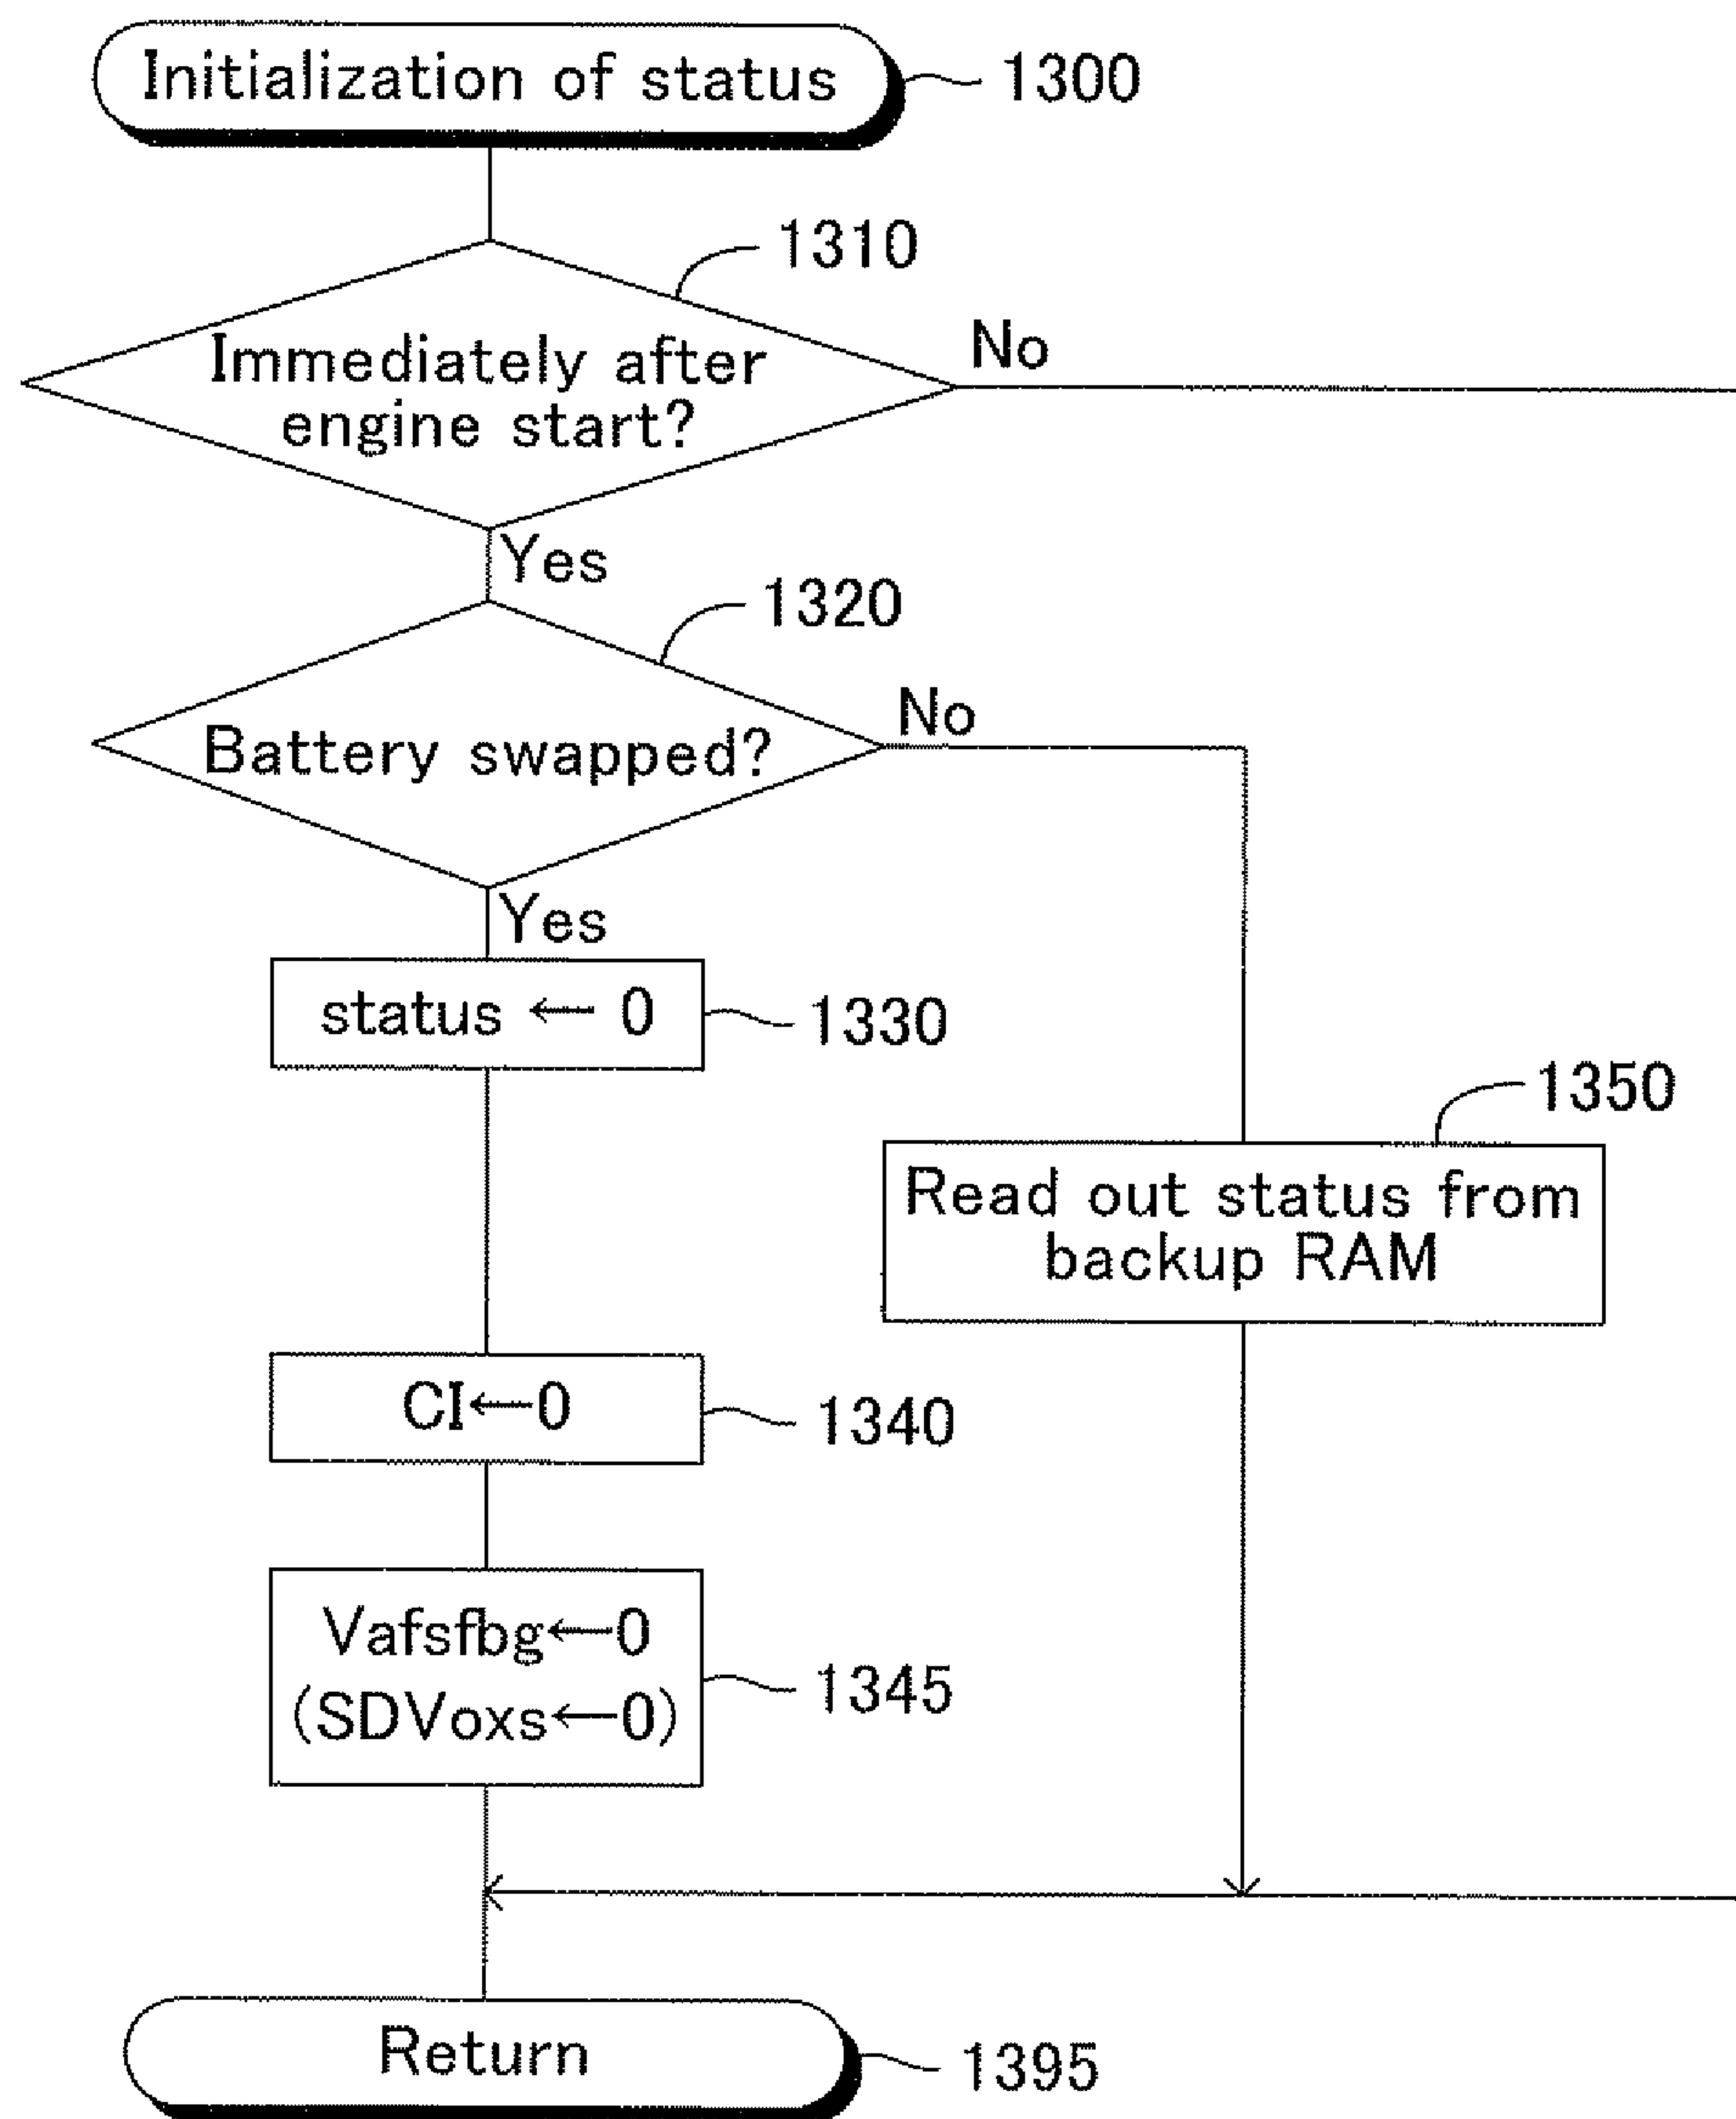 Initialization of status
1300
1310
Immediately after
engine start?
No
Yes
1320
Battery swapped?
No
Yes
status ← 0
1330
1350
Read out status from
backup RAM
CI←0
1340
Vafsfbg←0
(SDVoxs←0)
1345
Return
1395